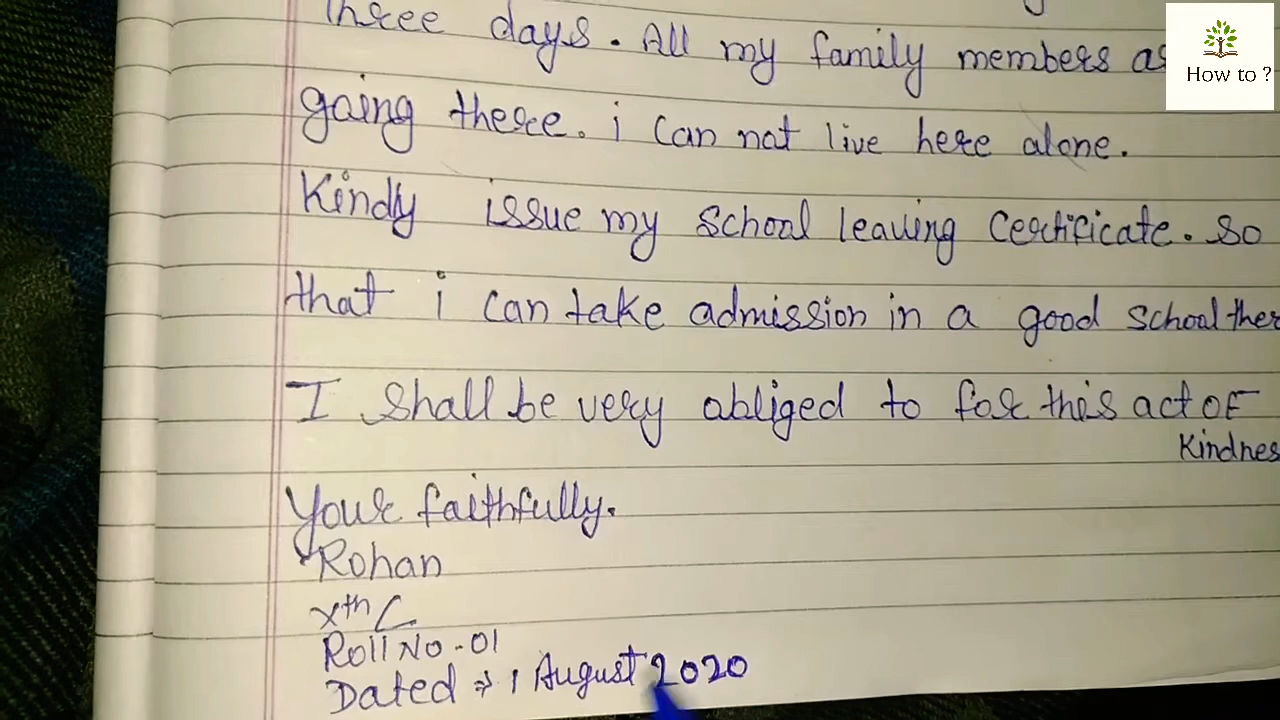 three days. All my family members as
How to ?
going there. i can not live here alone.
Kindly issue my school leaving certificate. so
that i can take admission in a good school ther
I shall be very abliged to for this act of
Kindnes
Your faithfully.
Rohan
Xth C
Roll No - 01
Dated ⇒ 1 August 2020